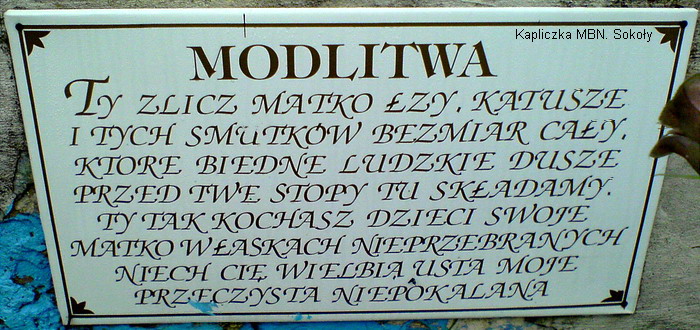 Kapliczka MBN. Sokoły
MODLITWA
TY ZLICZ MATKO ŁZY, KATUSZE
I TYCH SMUTKÓW BEZMIAR CAŁY,
KTORE BIEDNE LUDZKIE DUSZE
PRZED TWE STOPY TU SKŁADAMY.
TY TAK KOCHASZ DZIECI SWOJE
MATKO W ŁASKACH NIEPRZEBRANYCH
NIECH CIĘ WIELBIĄ USTA MOJE
PRZECZYSTA NIEPOKALANA